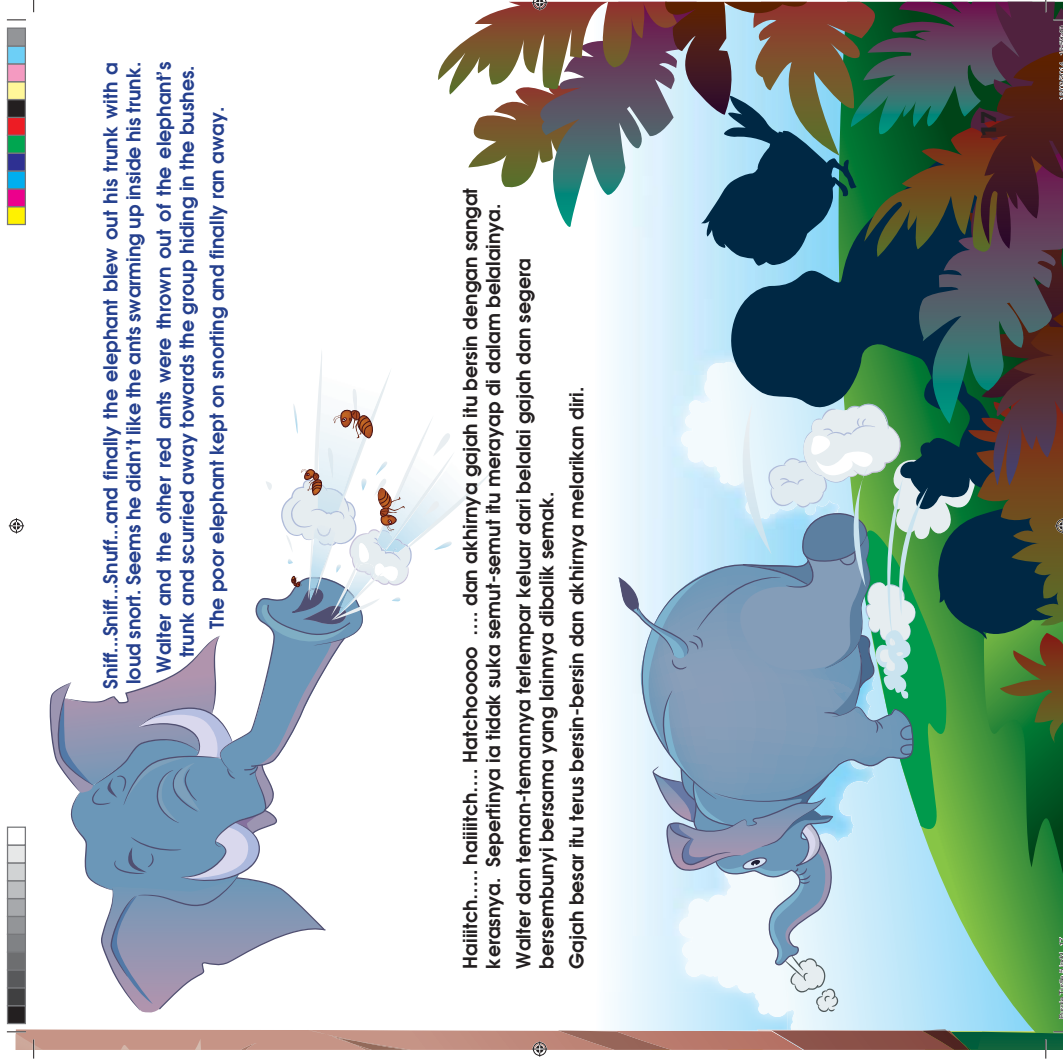 Sniff...Sniff...Snuff...and finally the elephant blew out his trunk with a
loud snort. Seems he didn't like the ants swarming up inside his trunk.
Walter and the other red ants were thrown out of the elephant's
trunk and scurried away towards the group hiding in the bushes.
The poor elephant kept on snorting and finally ran away.
Haiiitch..... haiiiitch.... Hatchooooo .... dan akhirnya gajah itu bersin dengan sangat
kerasnya. Sepertinya ia tidak suka semut-semut itu merayap di dalam belalainya.
Walter dan teman-temannya terlempar keluar dari belalai gajah dan segera
bersembunyi bersama yang lainnya dibalik semak.
Gajah besar itu terus bersin-bersin dan akhirnya melarikan diri.
17